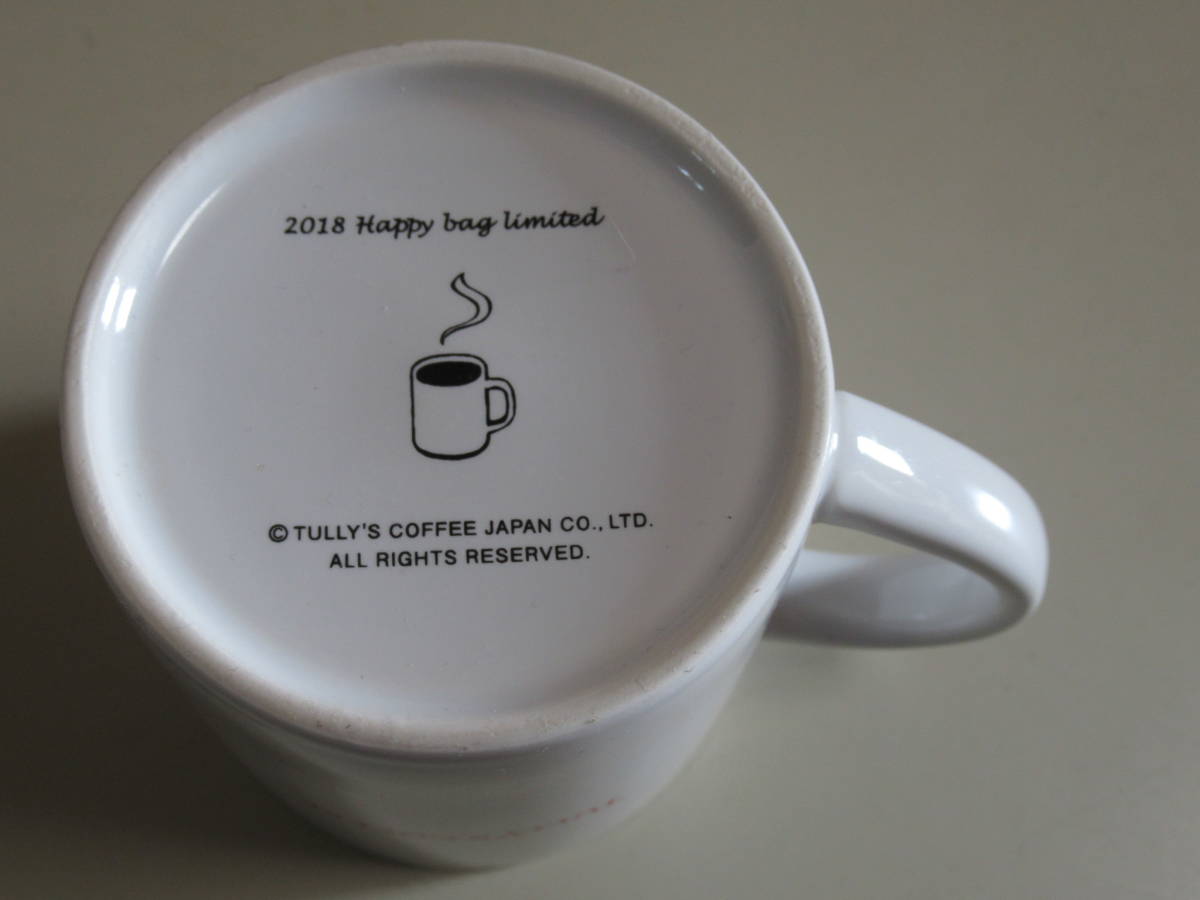 2018 Happy bag limited
© TULLY'S COFFEE JAPAN CO., LTD.
ALL RIGHTS RESERVED.